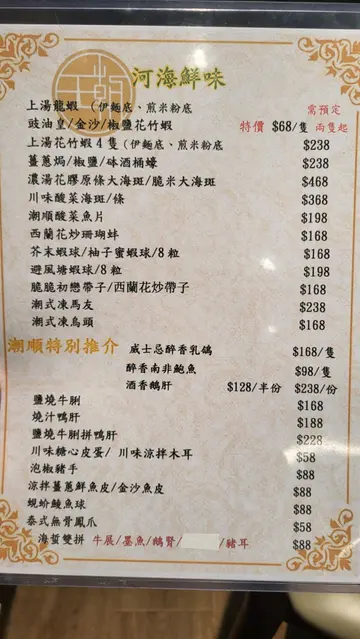 河海鮮味
上湯龍蝦 (伊麵底、煎米粉底 需預定
豉油皇/金沙/椒鹽花竹蝦 特價 $68/隻 兩隻起
上湯花竹蝦4隻(伊麵底、煎米粉底 $238
薑蔥焗/椒鹽/砵酒桶蠔 $238
濃湯花膠原條大海斑/脆米大海斑 $468
川味酸菜海斑/條 $368
潮順酸菜魚片 $198
西蘭花炒珊瑚蚌 $168
芥末蝦球/柚子蜜蝦球/8粒 $168
避風塘蝦球/8粒 $198
脆脆初戀帶子/西蘭花炒帶子 $168
潮式凍馬友 $238
潮式凍烏頭 $168
潮順特別推介 威士忌醉香乳鴿 $168/隻
醉香南非鮑魚 $98/隻
酒香鵝肝 $128/半份 $238/份
鹽燒牛脷 $168
燒汁鴨肝 $188
鹽燒牛脷拼鴨肝 $228
川味糖心皮蛋/川味涼拌木耳 $58
泡椒豬手 $88
涼拌薑蔥鮮魚皮/金沙魚皮 $88
蜆蚧鯪魚球 $88
泰式無骨鳳爪 $58
海蜇雙拼 牛展/墨魚/鵝腎/ /豬耳 $88